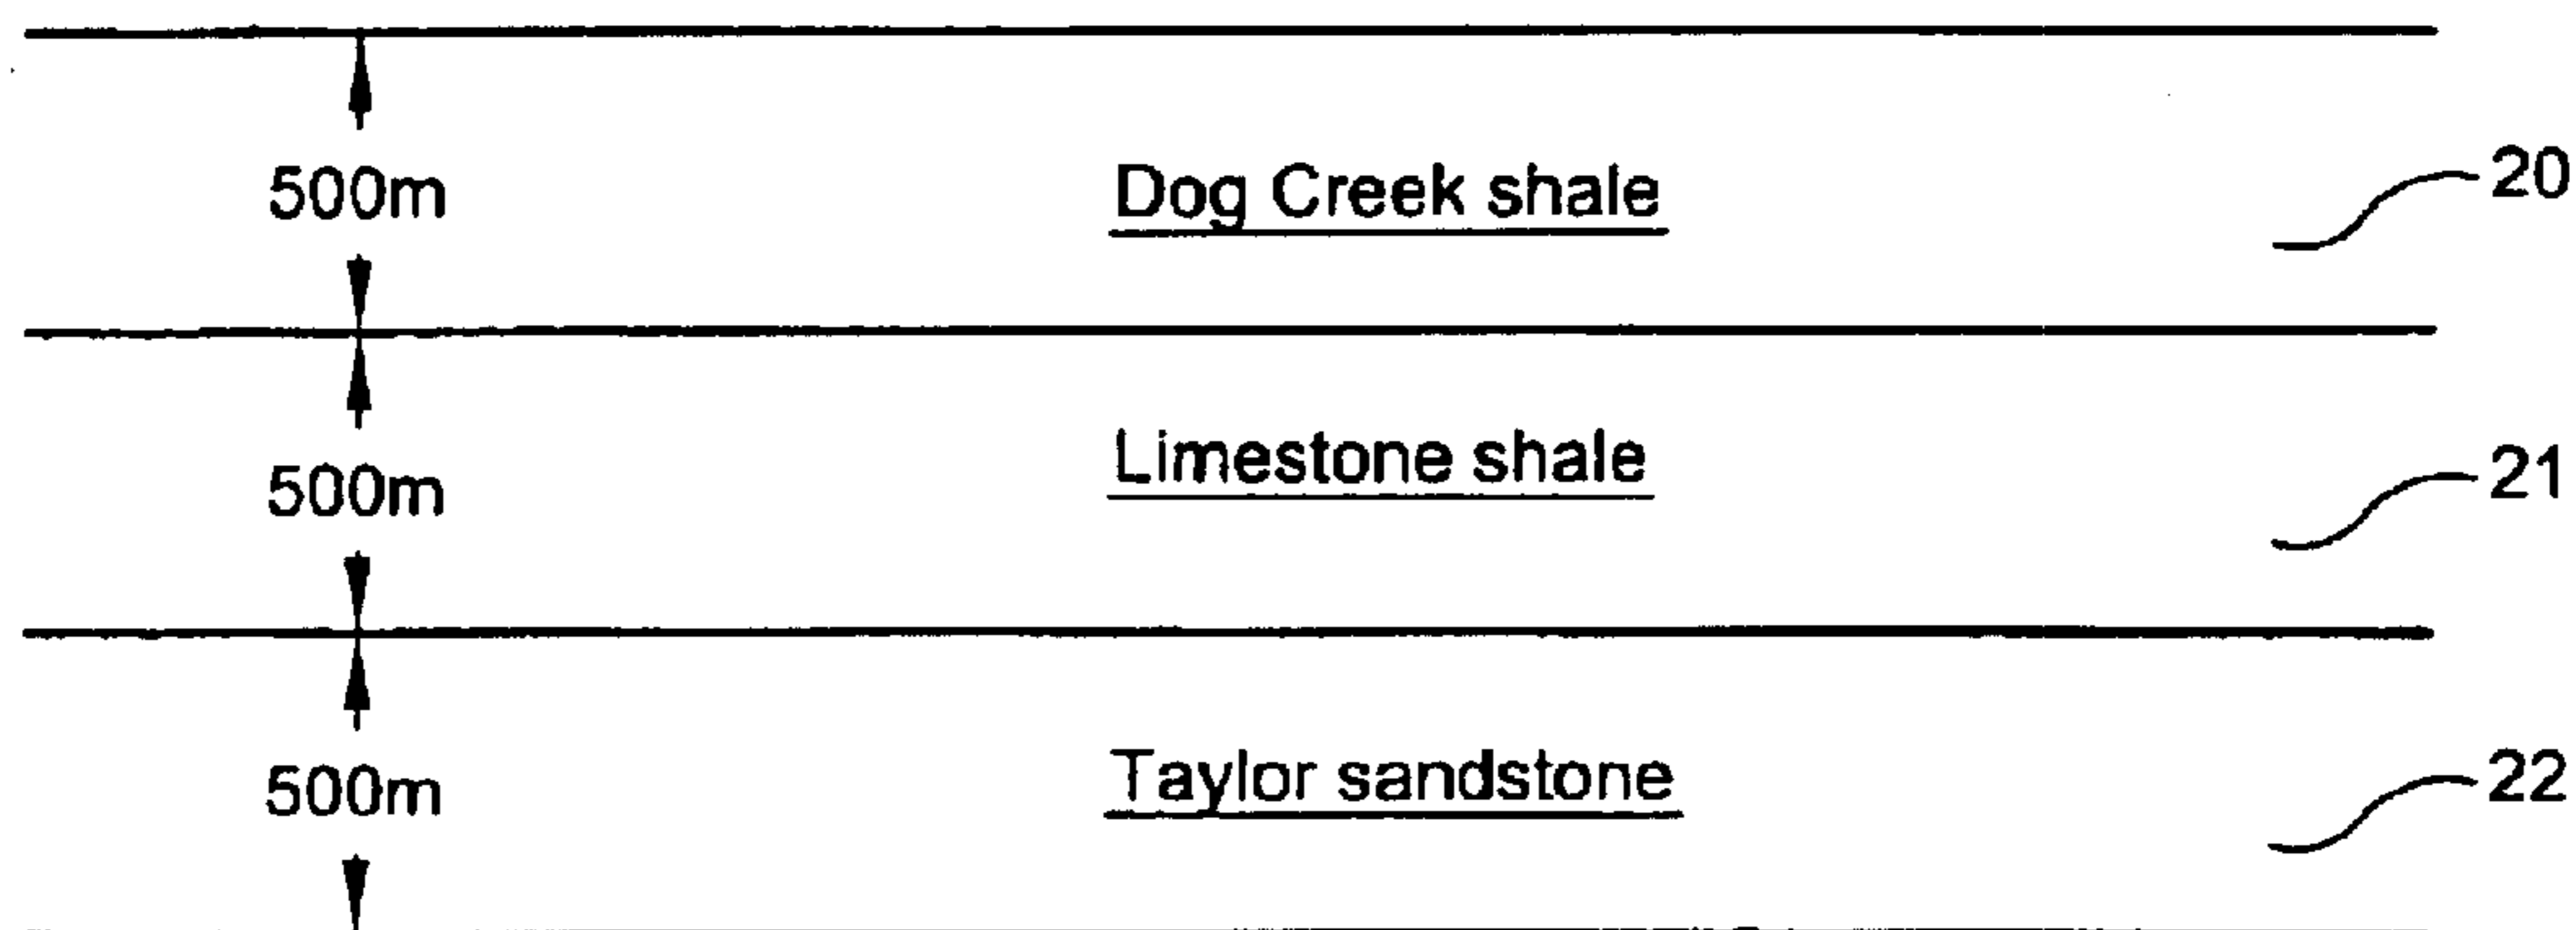 500m
Dog Creek shale
20
500m
Limestone shale
21
500m
Taylor sandstone
22